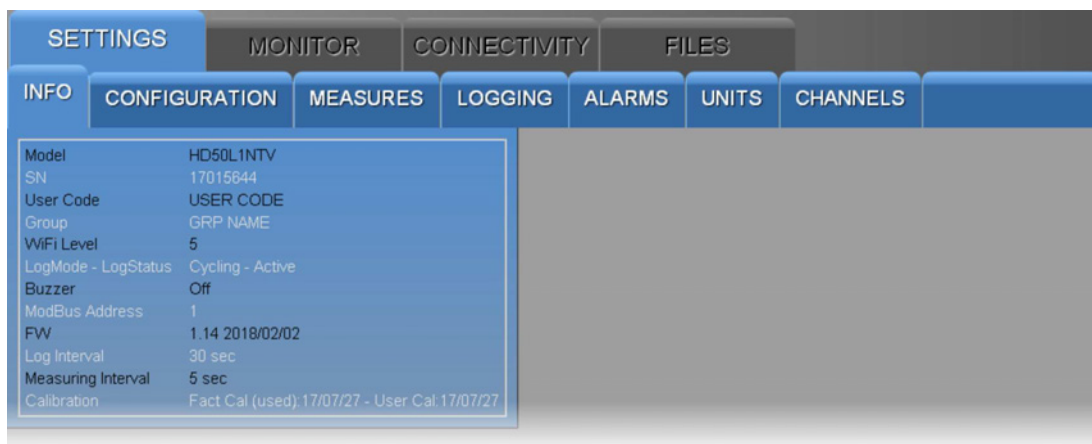 SETTINGS MONITOR CONNECTIVITY FILES
INFO CONFIGURATION MEASURES LOGGING ALARMS UNITS CHANNELS
Model HD50L1NTV
SN 17015644
User Code USER CODE
Group GRP NAME
WiFi Level 5
LogMode - LogStatus Cycling - Active
Buzzer Off
ModBus Address 1
FW 1.14 2018/02/02
Log Interval 30 sec
Measuring Interval 5 sec
Calibration Fact Cal (used):17/07/27 - User Cal:17/07/27